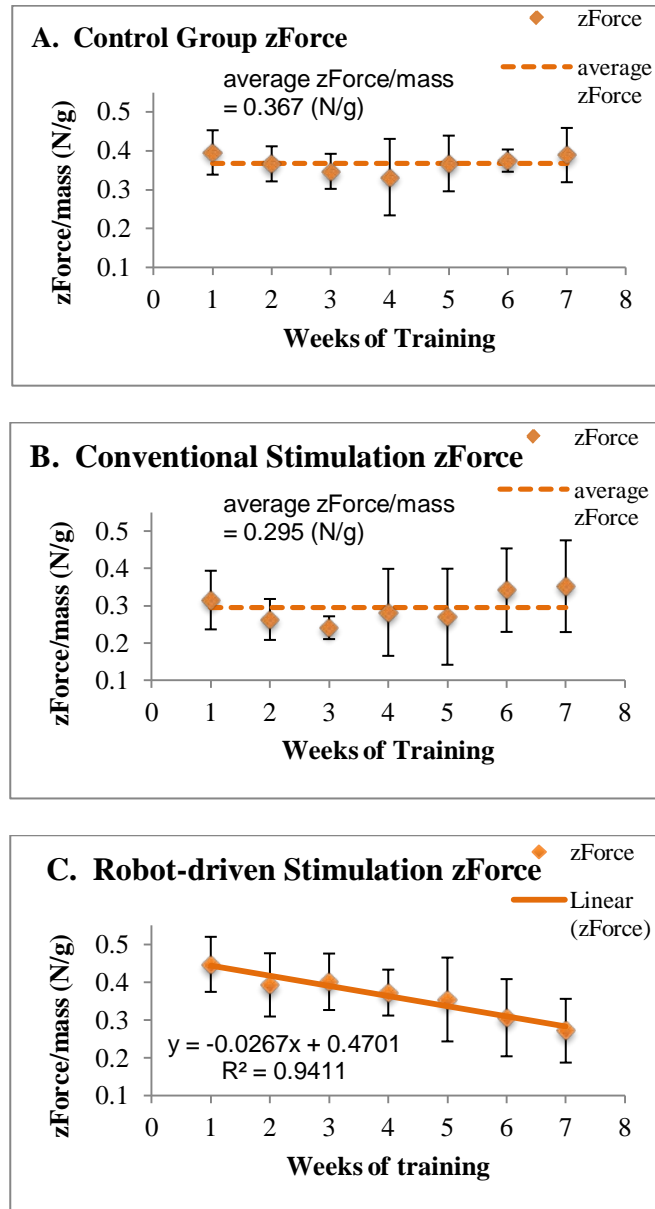 A. Control Group zForce
zForce
average
zForce
average zForce/mass
= 0.367 (N/g)
zForce/mass (N/g)
0.5
0.4
0.3
0.2
0.1
0 1 2 3 4 5 6 7 8
Weeks of Training
B. Conventional Stimulation zForce
zForce
average
zForce
average zForce/mass
= 0.295 (N/g)
zForce/mass (N/g)
0.5
0.4
0.3
0.2
0.1
0 1 2 3 4 5 6 7 8
Weeks of Training
C. Robot-driven Stimulation zForce
zForce
Linear
(zForce)
zForce/mass (N/g)
0.5
0.4
0.3
0.2
0.1
y = -0.0267x + 0.4701
R² = 0.9411
0 1 2 3 4 5 6 7 8
Weeks of training